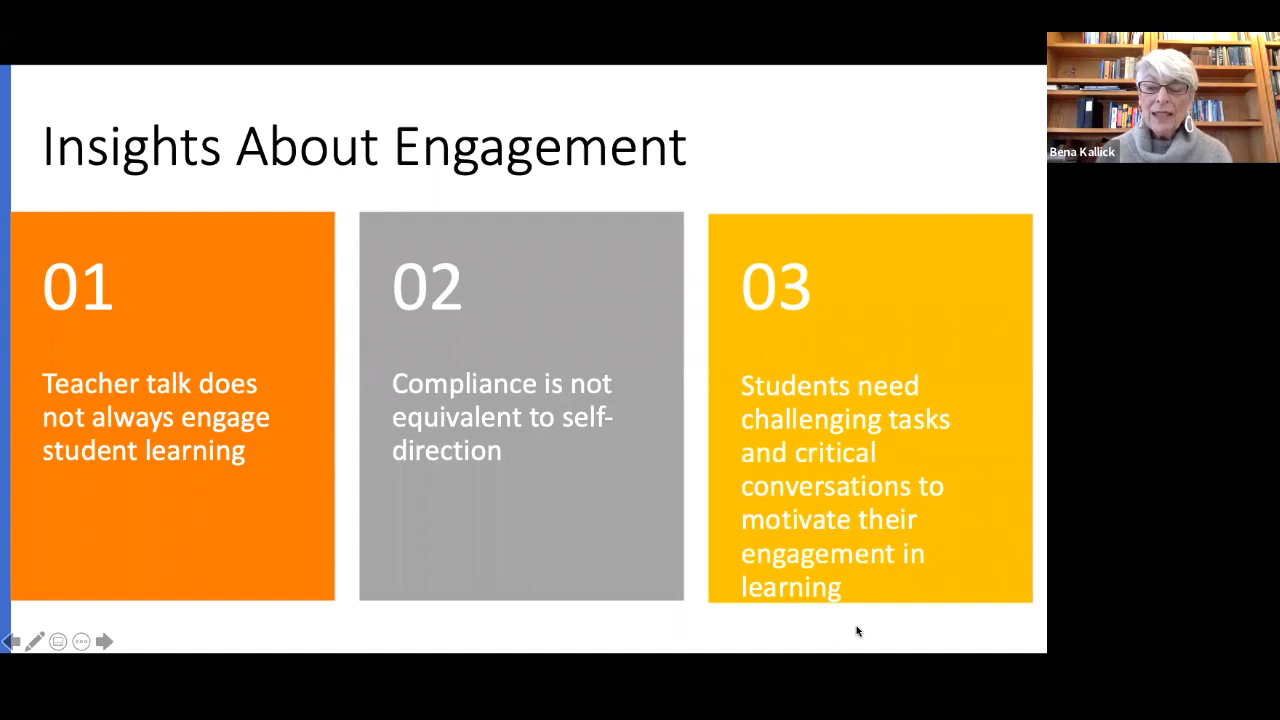 Insights About Engagement
01
Teacher talk does
not always engage
student learning
02
Compliance is not
equivalent to self-
direction
03
Students need
challenging tasks
and critical
conversations to
motivate their
engagement in
learning
Bena Kallick